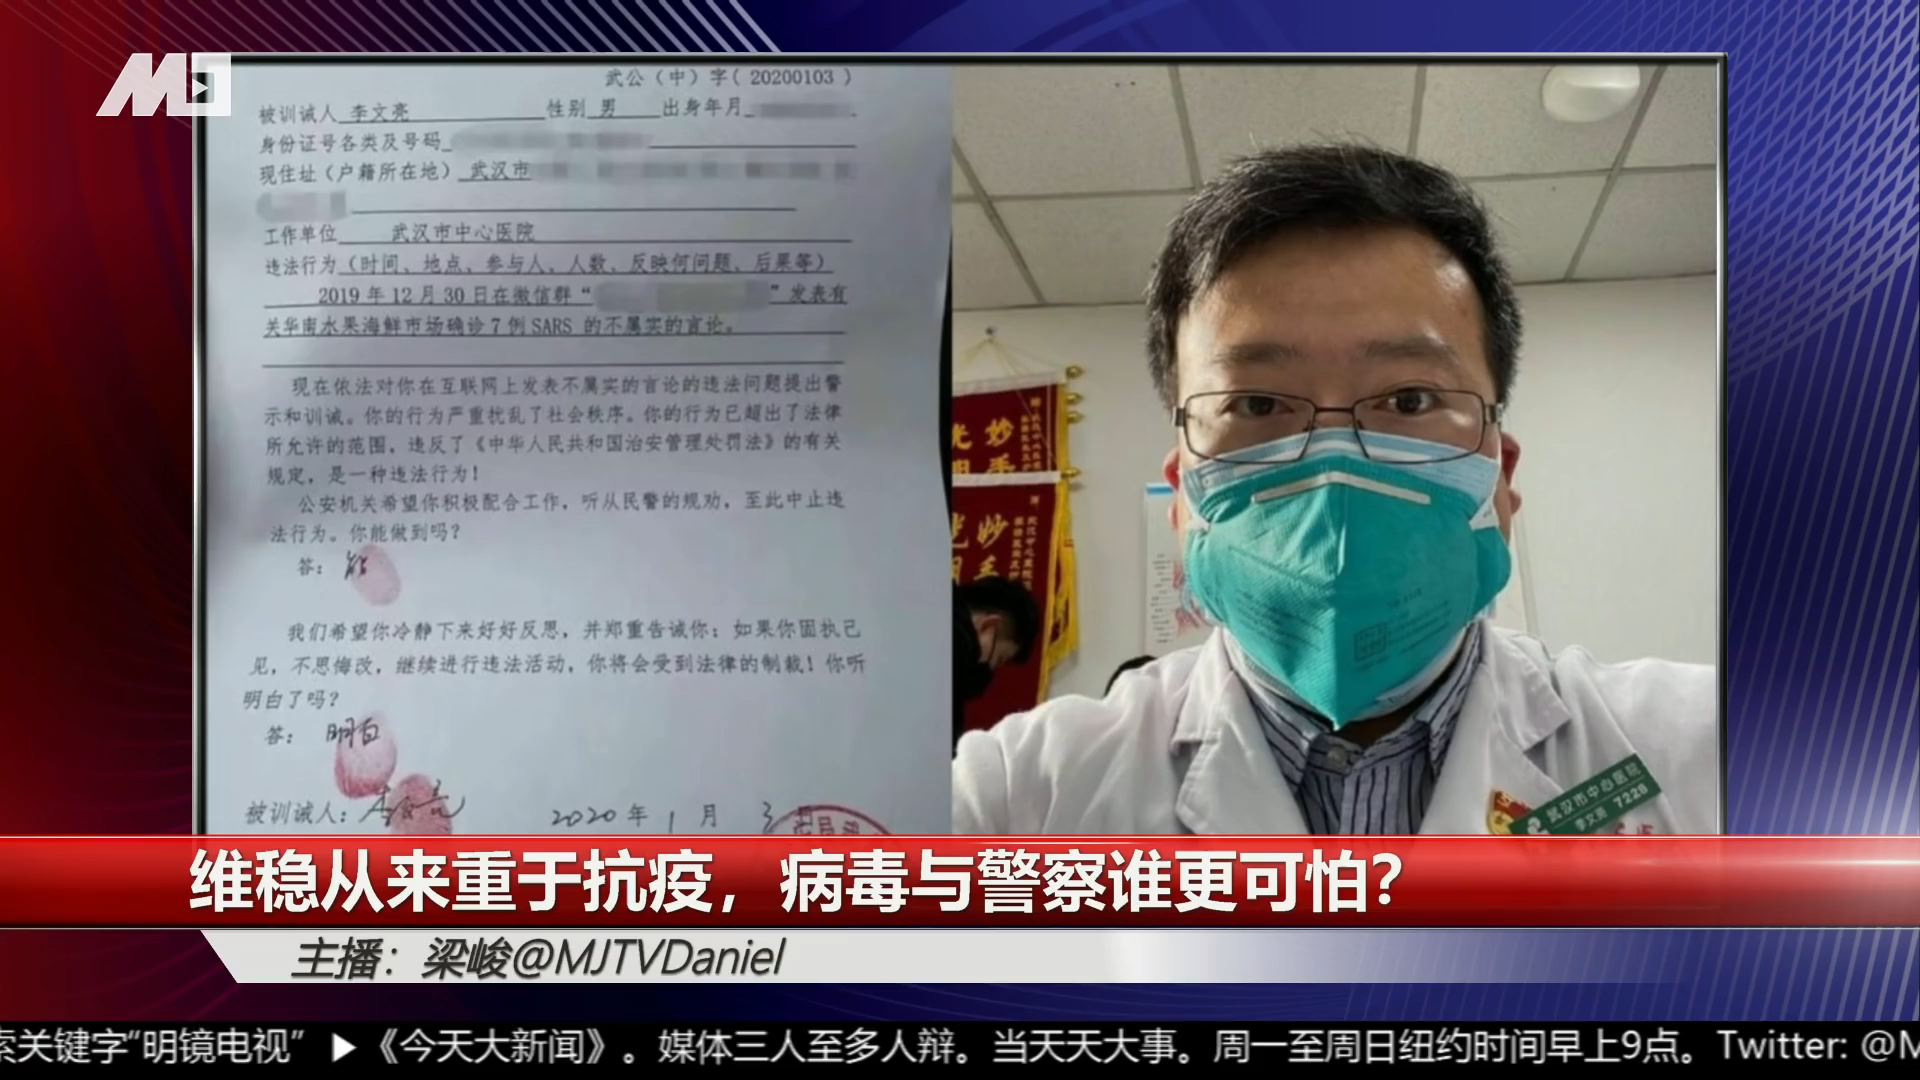 MJ
武公（中）字（20200103）
被训诫人 李文亮 性别 男 出身年月
身份证号各类及号码
现住址（户籍所在地） 武汉市
工作单位 武汉市中心医院
违法行为（时间、地点、参与人、人数、反映何问题、后果等）
2019年12月30日在微信群“ ”发表有
关华南水果海鲜市场确诊7例SARS 的不属实的言论。
现在依法对你在互联网上发表不属实的言论的违法问题提出警
示和训诫。你的行为严重扰乱了社会秩序。你的行为已超出了法律
所允许的范围，违反了《中华人民共和国治安管理处罚法》的有关
规定，是一种违法行为！
公安机关希望你积极配合工作，听从民警的规劝，至此中止违
法行为。你能做到吗？
答：能
我们希望你冷静下来好好反思，并郑重告诫你：如果你固执己
见，不思悔改，继续进行违法活动，你将会受到法律的制裁！你听
明白了吗？
答：明白
被训诫人：李文亮 2020年 1 月 3
妙
手
妙
手
武汉市中心医院
李文亮 7228
维稳从来重于抗疫，病毒与警察谁更可怕？
主播：梁峻@MJTVDaniel
索关键字“明镜电视” ▶《今天大新闻》。媒体三人至多人辩。当天天大事。周一至周日纽约时间早上9点。Twitter: @M